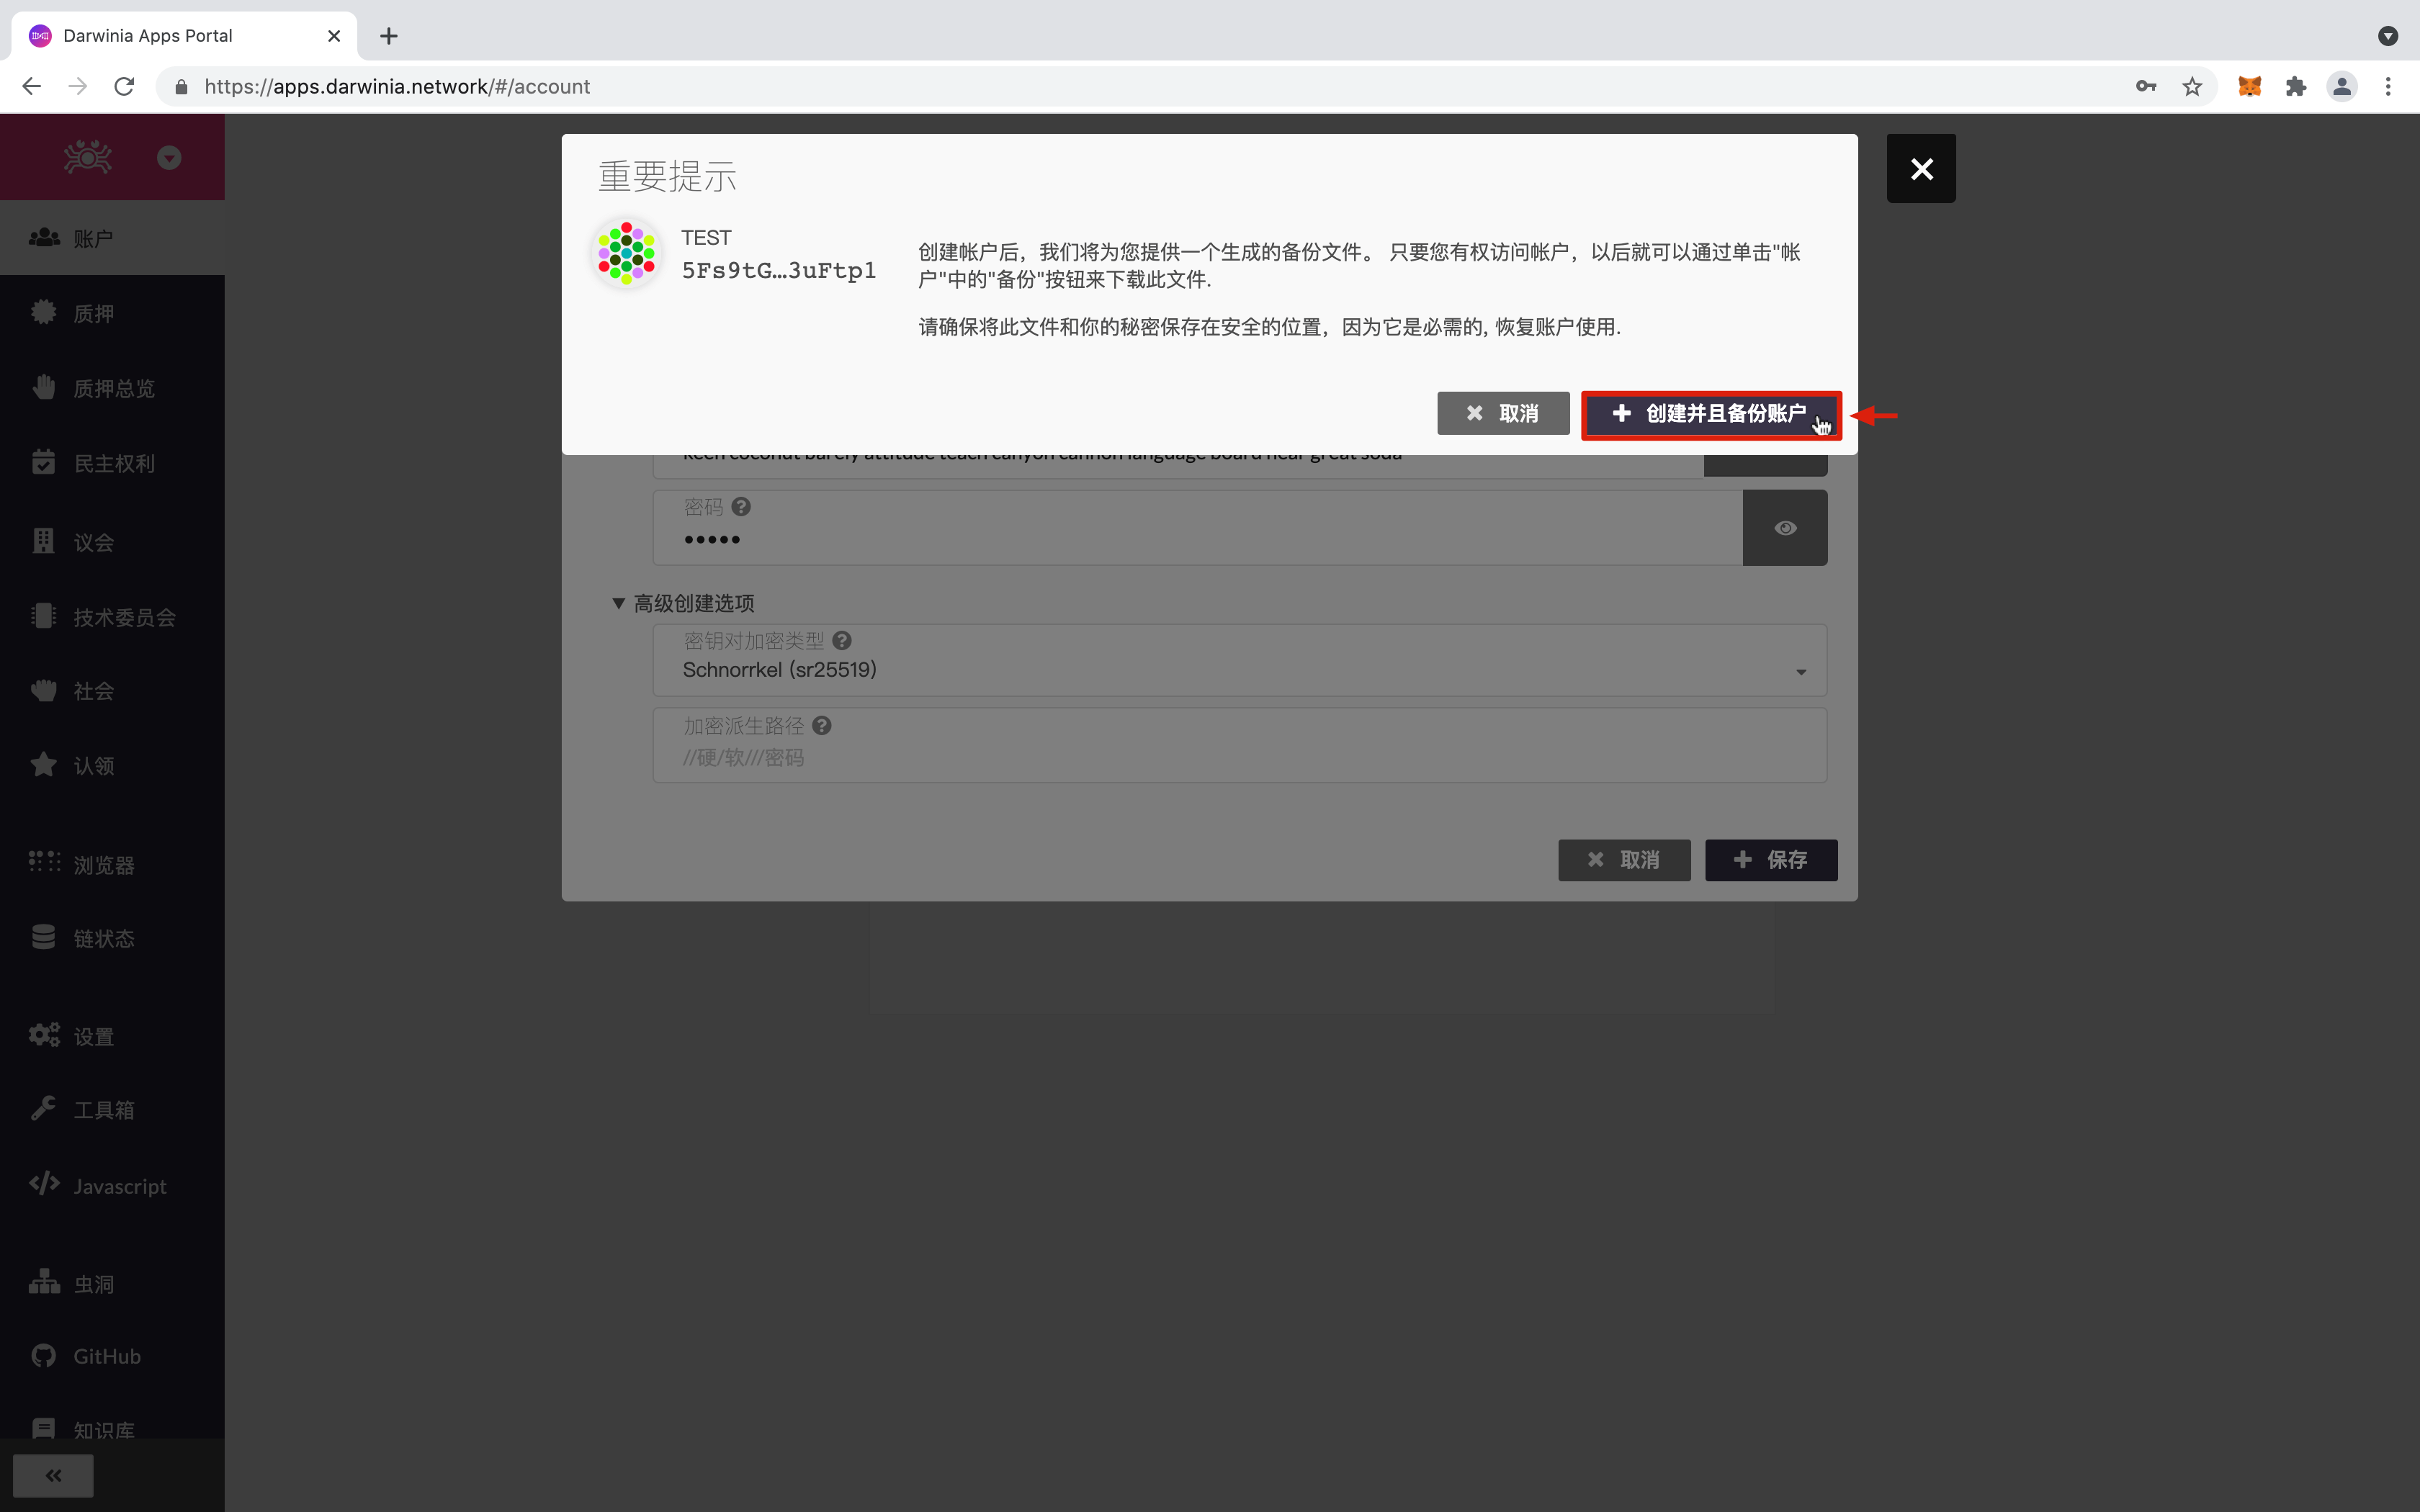 Darwinia Apps Portal
https://apps.darwinia.network/#/account
账户
质押
质押总览
民主权利
议会
技术委员会
社会
认领
浏览器
链状态
设置
工具箱
Javascript
虫洞
GitHub
知识库
重要提示
TEST
5Fs9tG…3uFtp1
创建帐户后，我们将为您提供一个生成的备份文件。 只要您有权访问帐户，以后就可以通过单击"帐
户"中的"备份"按钮来下载此文件.
请确保将此文件和你的秘密保存在安全的位置，因为它是必需的, 恢复账户使用.
取消
创建并且备份账户
keen coconut barely attitude teach canyon cannon language board near great soda
密码
高级创建选项
密钥对加密类型
Schnorrkel (sr25519)
加密派生路径
//硬/软///密码
取消
保存